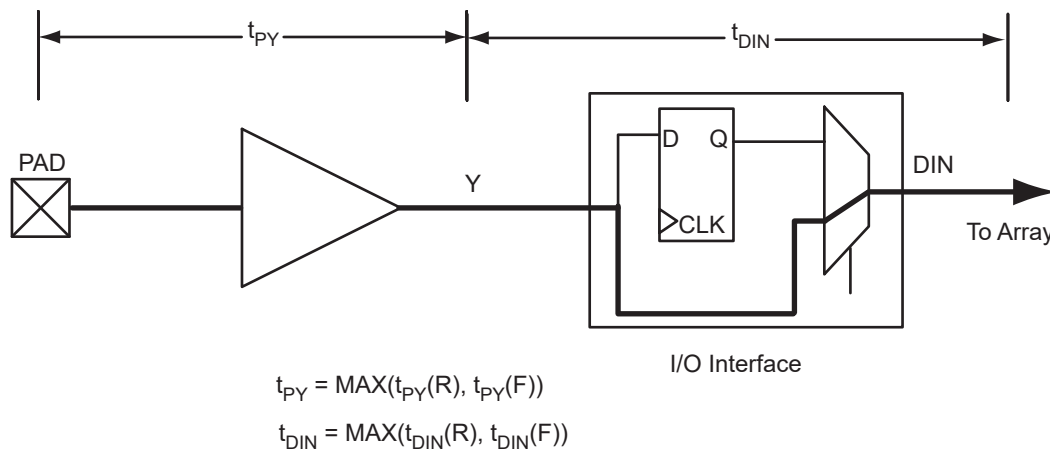 tPY
tDIN
PAD
Y
D
Q
CLK
DIN
To Array
I/O Interface
tPY = MAX(tPY(R), tPY(F))
tDIN = MAX(tDIN(R), tDIN(F))